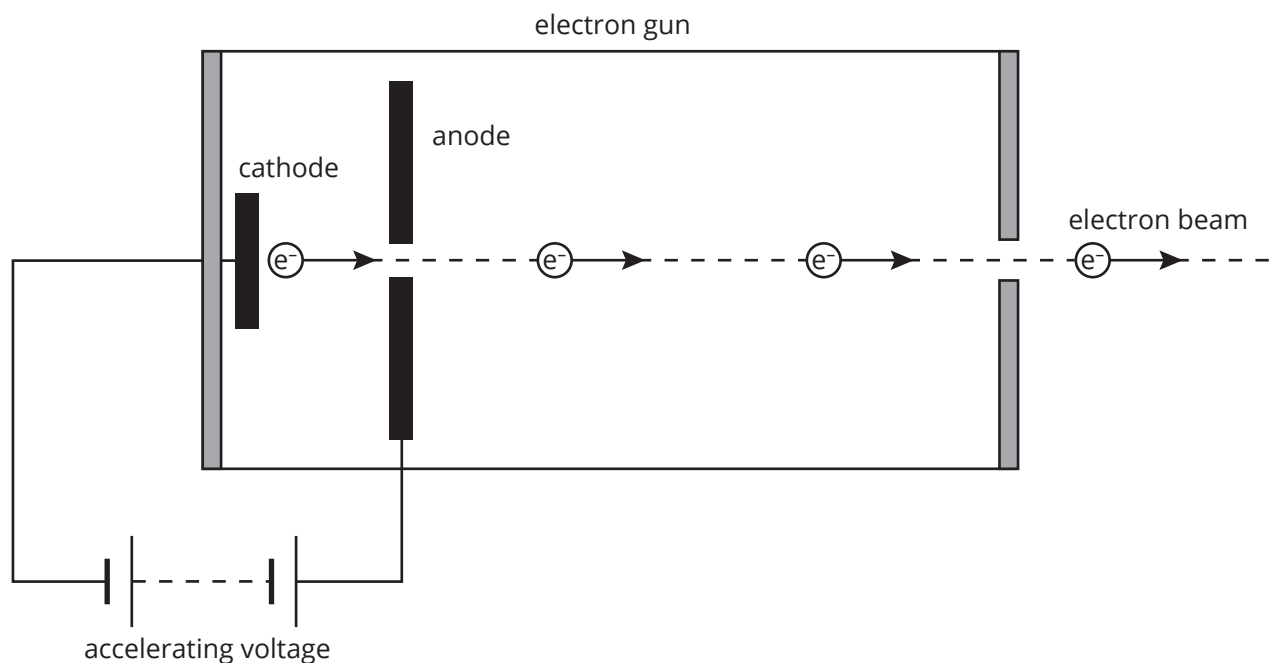 electron gun
anode
cathode
electron beam
e⁻ e⁻ e⁻ e⁻
accelerating voltage